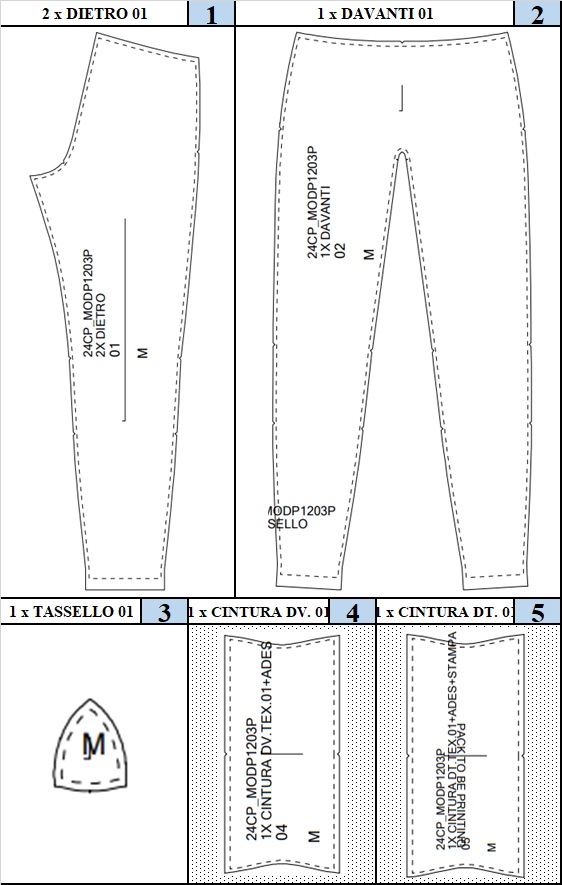 2 x DIETRO 01
1
1 x DAVANTI 01
2
24CP_MODP1203P
2X DIETRO
01
M
24CP_MODP1203P
1X DAVANTI
02
M
MODP1203P
SELLO
1 x TASSELLO 01
3
1 x CINTURA DV. 01
4
1 x CINTURA DT. 01
5
M
24CP_MODP1203P
1X CINTURA DV.TEX.01+ADES
04
M
24CP_MODP1203P
1X CINTURA DT.TEX.01+ADES+STAMPA
PACK TO BE PRINTING
05
M